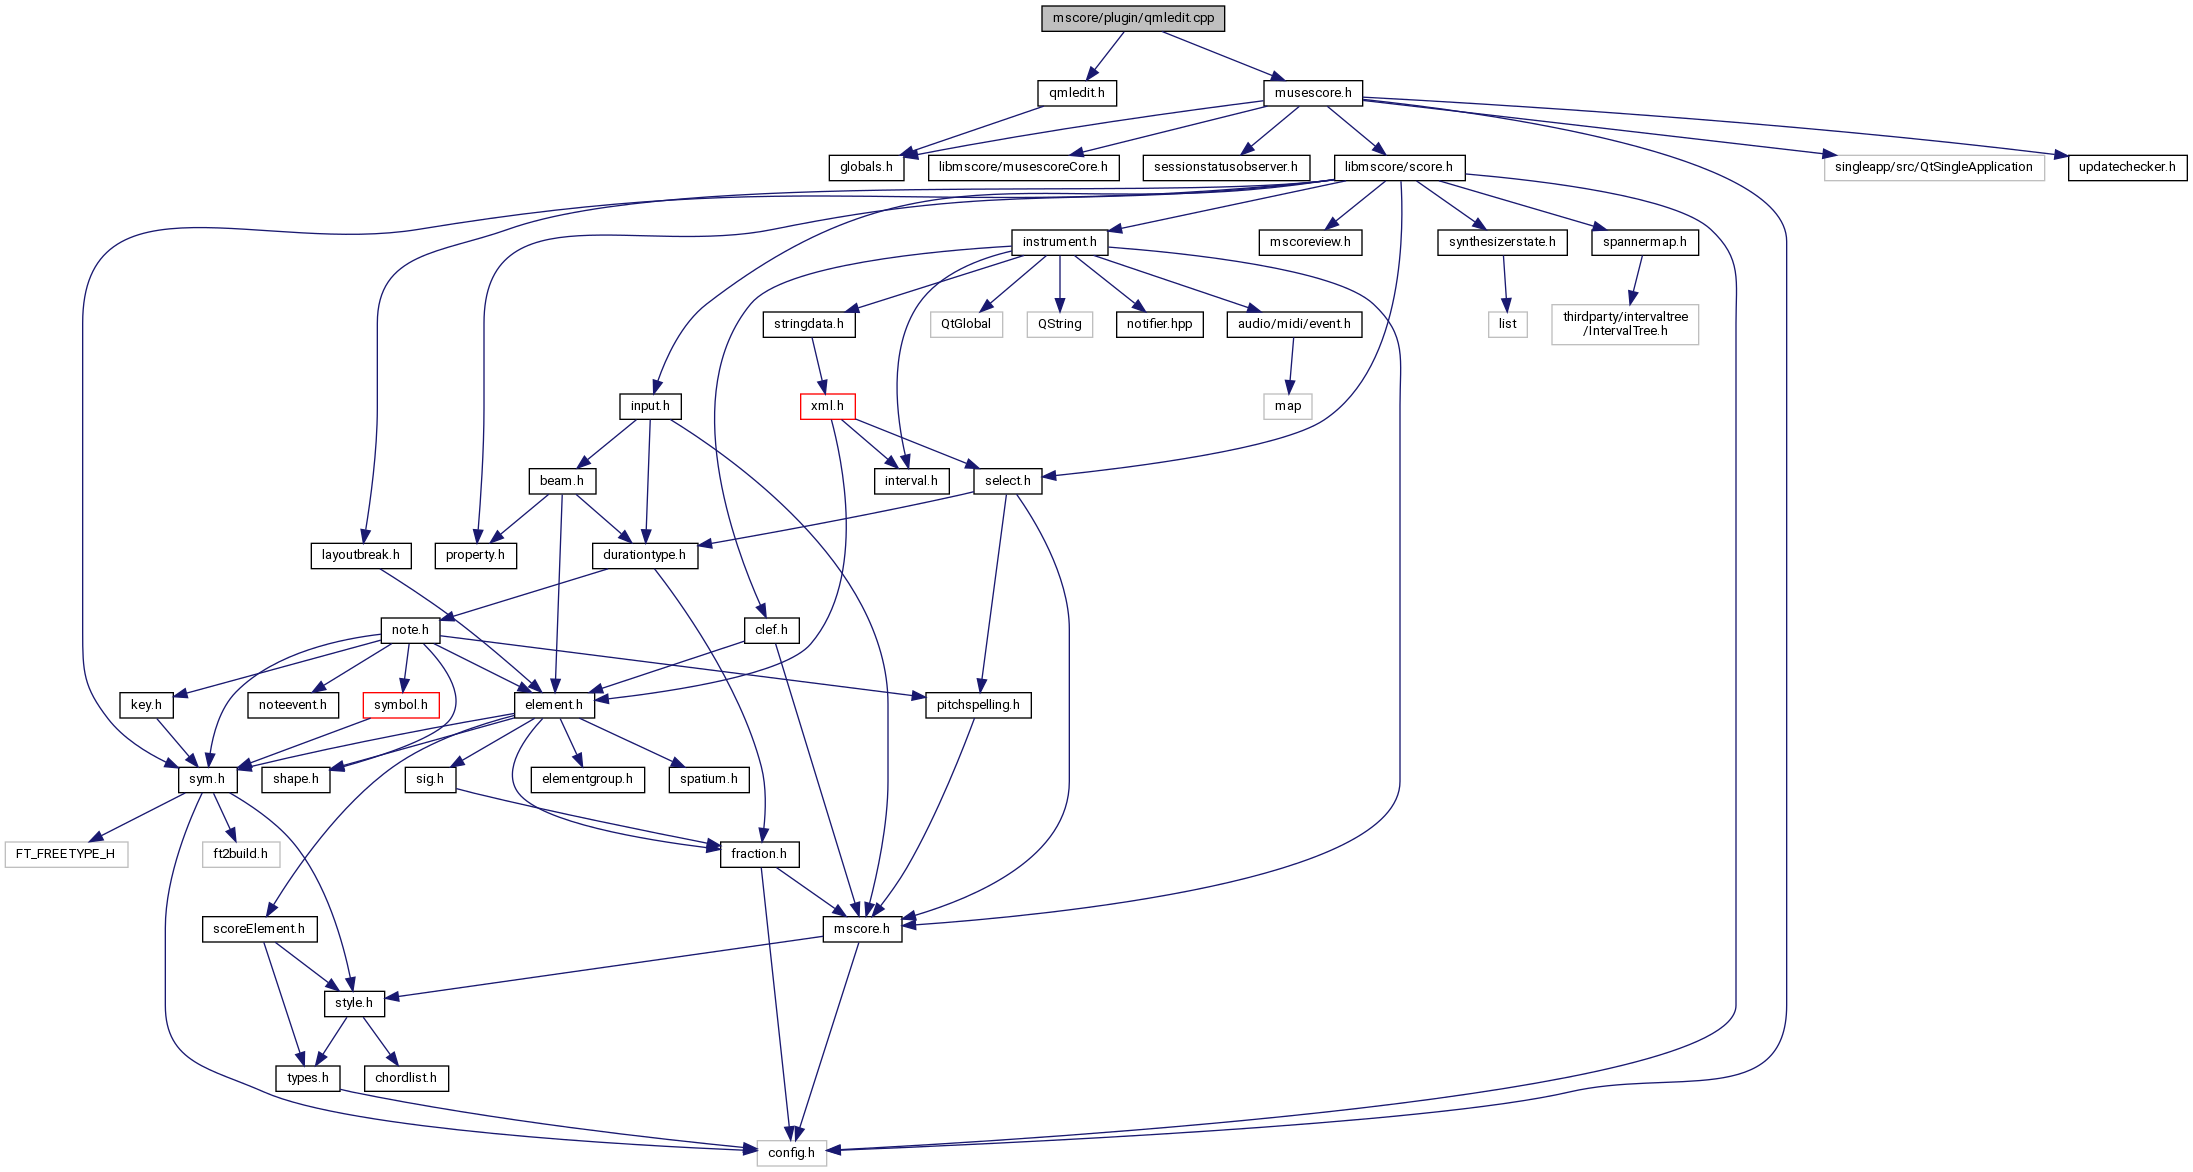 mscore/plugin/qmledit.cpp
qmledit.h
musescore.h
globals.h
libmscore/musescoreCore.h
sessionstatusobserver.h
libmscore/score.h
singleapp/src/QtSingleApplication
updatechecker.h
instrument.h
mscoreview.h
synthesizerstate.h
spannermap.h
stringdata.h
QtGlobal
QString
notifier.hpp
audio/midi/event.h
list
thirdparty/intervaltree
/IntervalTree.h
input.h
xml.h
map
beam.h
interval.h
select.h
layoutbreak.h
property.h
durationtype.h
note.h
clef.h
key.h
noteevent.h
symbol.h
element.h
pitchspelling.h
sym.h
shape.h
sig.h
elementgroup.h
spatium.h
FT_FREETYPE_H
ft2build.h
fraction.h
scoreElement.h
mscore.h
style.h
types.h
chordlist.h
config.h